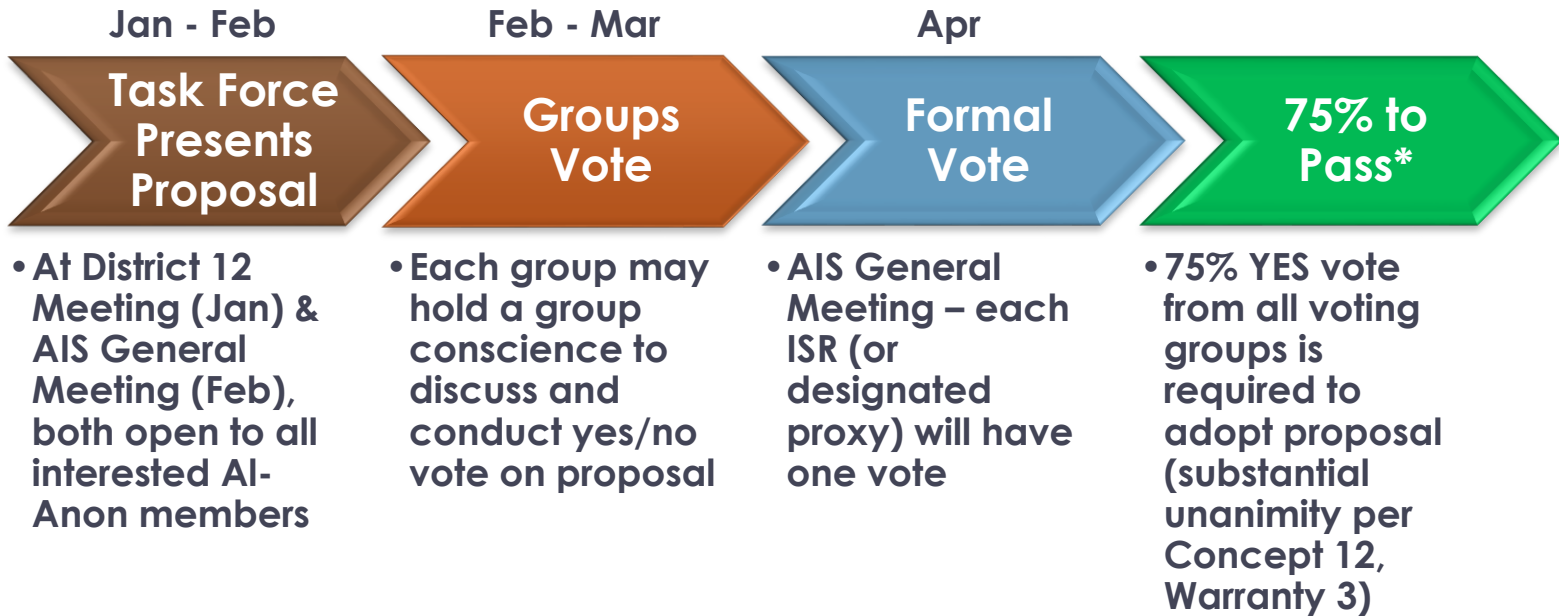 Jan - Feb
Task Force
Presents
Proposal
• At District 12
Meeting (Jan) &
AIS General
Meeting (Feb),
both open to all
interested Al-
Anon members
Feb - Mar
Groups
Vote
• Each group may
hold a group
conscience to
discuss and
conduct yes/no
vote on proposal
Apr
Formal
Vote
• AIS General
Meeting – each
ISR (or
designated
proxy) will have
one vote
75% to
Pass*
• 75% YES vote
from all voting
groups is
required to
adopt proposal
(substantial
unanimity per
Concept 12,
Warranty 3)